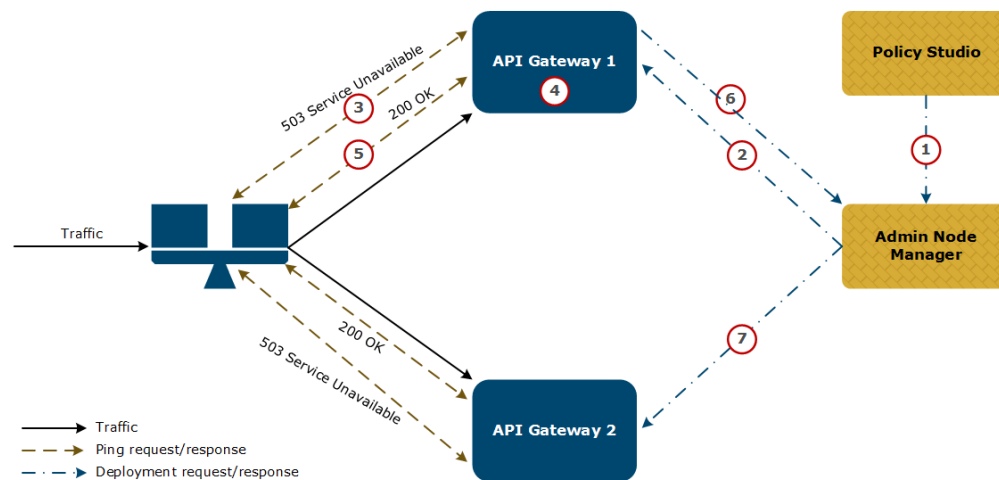 API Gateway 1
4
Policy Studio
503 Service Unavailable
3
200 OK
5
6
2
1
Traffic
Admin Node
Manager
200 OK
503 Service Unavailable
7
API Gateway 2
Traffic
Ping request/response
Deployment request/response